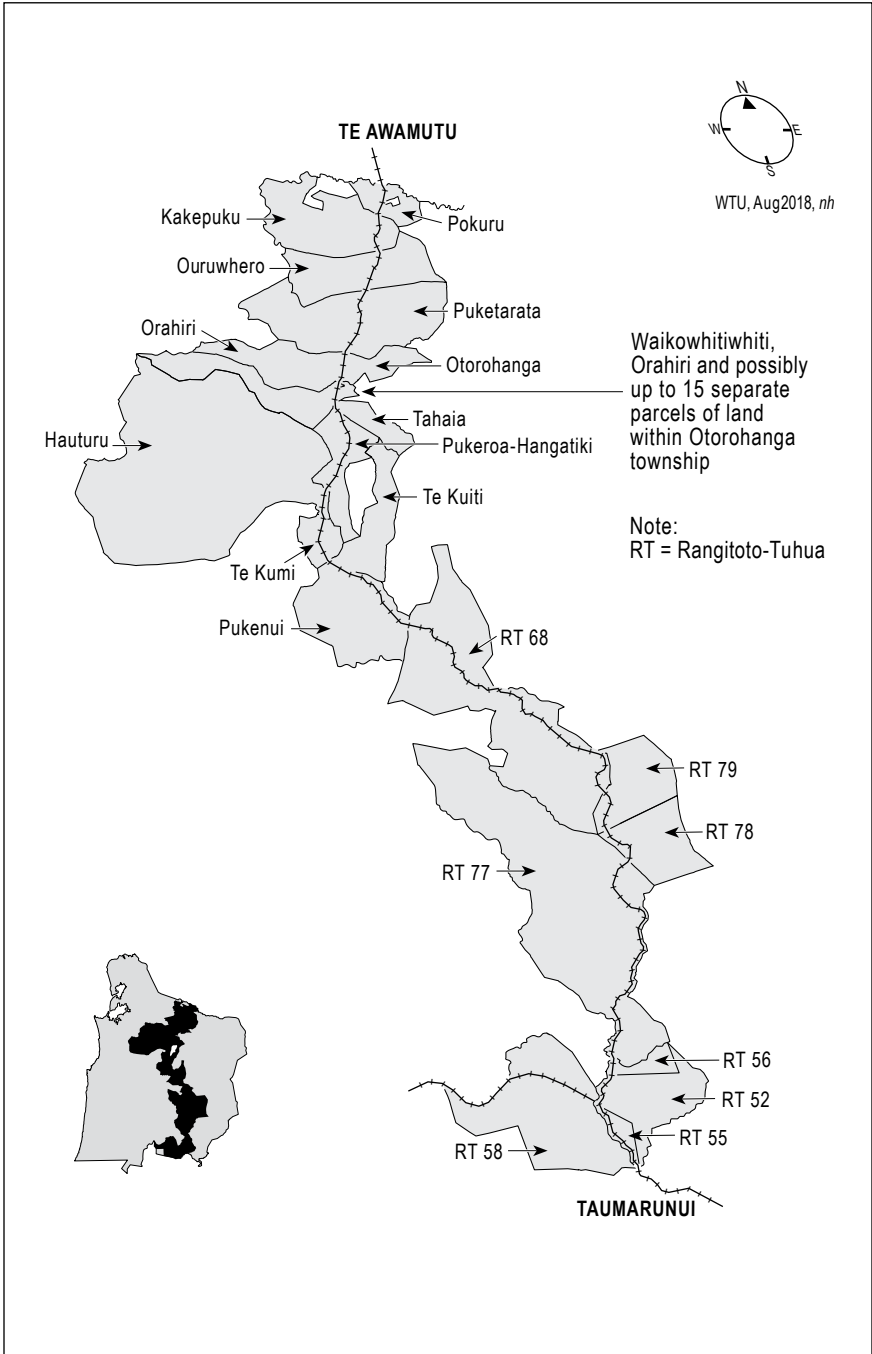 N
W
E
S
TE AWAMUTU
WTU, Aug2018, nh
Kakepuku
Pokuru
Ouruwhero
Puketarata
Orahiri
Otorohanga
Waikowhitiwhiti,
Orahiri and possibly
up to 15 separate
parcels of land
within Otorohanga
township
Tahaia
Hauturu
Pukeroa-Hangatiki
Te Kuiti
Note:
RT = Rangitoto-Tuhua
Te Kumi
Pukenui
RT 68
RT 79
RT 78
RT 77
RT 56
RT 52
RT 55
RT 58
TAUMARUNUI